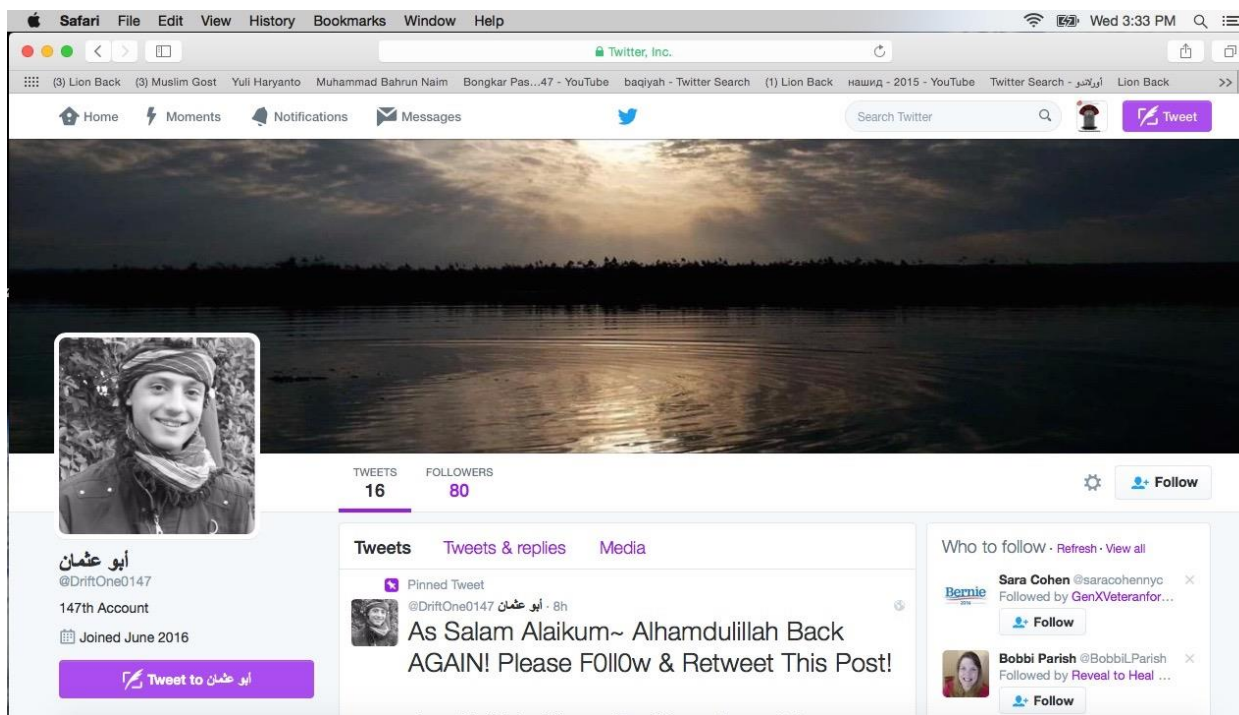 Safari File Edit View History Bookmarks Window Help Wed 3:33 PM
Twitter, Inc.
(3) Lion Back (3) Muslim Gost Yuli Haryanto Muhammad Bahrun Naim Bongkar Pas...47 - YouTube baqiyah - Twitter Search (1) Lion Back нашид - 2015 - YouTube Twitter Search - أورلاندو Lion Back >>
Home Moments Notifications Messages Search Twitter Tweet
TWEETS FOLLOWERS
16 80
Follow
أبو عثمان
@DriftOne0147
147th Account
Joined June 2016
Tweet to أبو عثمان
Tweets Tweets & replies Media
Pinned Tweet
@DriftOne0147 أبو عثمان · 8h
As Salam Alaikum~ Alhamdulillah Back
AGAIN! Please F0ll0w & Retweet This Post!
Who to follow · Refresh · View all
Bernie
2016
Sara Cohen @saracohennyc
Followed by GenXVeteranfor...
Follow
Bobbi Parish @BobbiLParish
Followed by Reveal to Heal ...
Follow